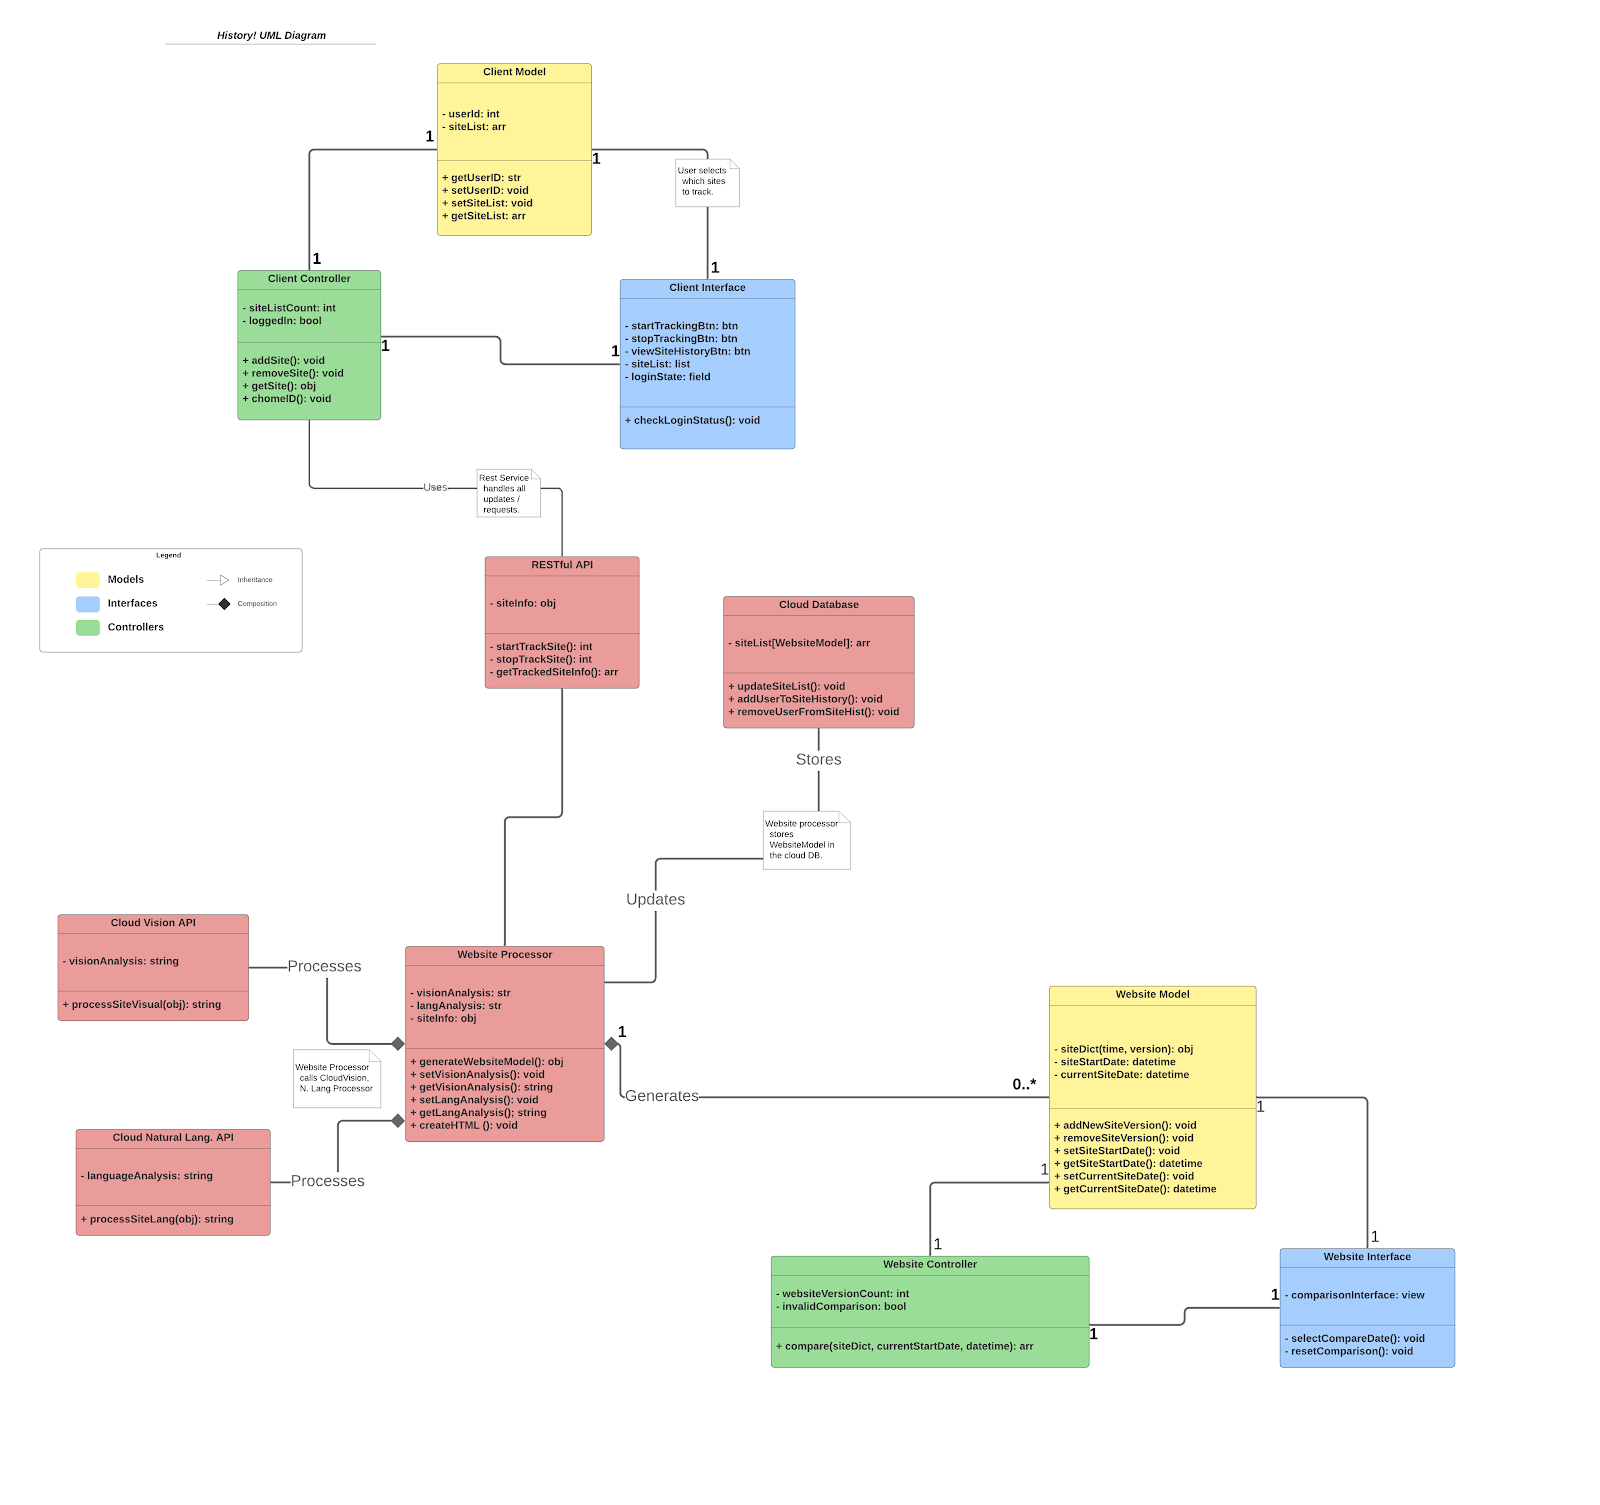 History! UML Diagram
Client Model
- userId: int
- siteList: arr
+ getUserID: str
+ setUserID: void
+ setSiteList: void
+ getSiteList: arr
1
1
User selects
which sites
to track.
1
1
Client Controller
- siteListCount: int
- loggedIn: bool
+ addSite(): void
+ removeSite(): void
+ getSite(): obj
+ chomeID(): void
1
1
Client Interface
- startTrackingBtn: btn
- stopTrackingBtn: btn
- viewSiteHistoryBtn: btn
- siteList: list
- loginState: field
+ checkLoginStatus(): void
Uses
Rest Service
handles all
updates /
requests.
Legend
Models
Interfaces
Controllers
Inheritance
Composition
RESTful API
- siteInfo: obj
- startTrackSite(): int
- stopTrackSite(): int
- getTrackedSiteInfo(): arr
Cloud Database
- siteList[WebsiteModel]: arr
+ updateSiteList(): void
+ addUserToSiteHistory(): void
+ removeUserFromSiteHist(): void
Stores
Website processor
stores
WebsiteModel in
the cloud DB.
Updates
Cloud Vision API
- visionAnalysis: string
+ processSiteVisual(obj): string
Processes
Website Processor
- visionAnalysis: str
- langAnalysis: str
- siteInfo: obj
+ generateWebsiteModel(): obj
+ setVisionAnalysis(): void
+ getVisionAnalysis(): string
+ setLangAnalysis(): void
+ getLangAnalysis(); string
+ createHTML (): void
Website Processor
calls CloudVision,
N. Lang Processor
Cloud Natural Lang. API
- languageAnalysis: string
+ processSiteLang(obj): string
Processes
1
Generates
0..*
Website Model
- siteDict(time, version): obj
- siteStartDate: datetime
- currentSiteDate: datetime
+ addNewSiteVersion(): void
+ removeSiteVersion(): void
+ setSiteStartDate(): void
+ getSiteStartDate(): datetime
+ setCurrentSiteDate(): void
+ getCurrentSiteDate(): datetime
1
1
1
1
Website Controller
- websiteVersionCount: int
- invalidComparison: bool
+ compare(siteDict, currentStartDate, datetime): arr
1
1
Website Interface
- comparisonInterface: view
- selectCompareDate(): void
- resetComparison(): void